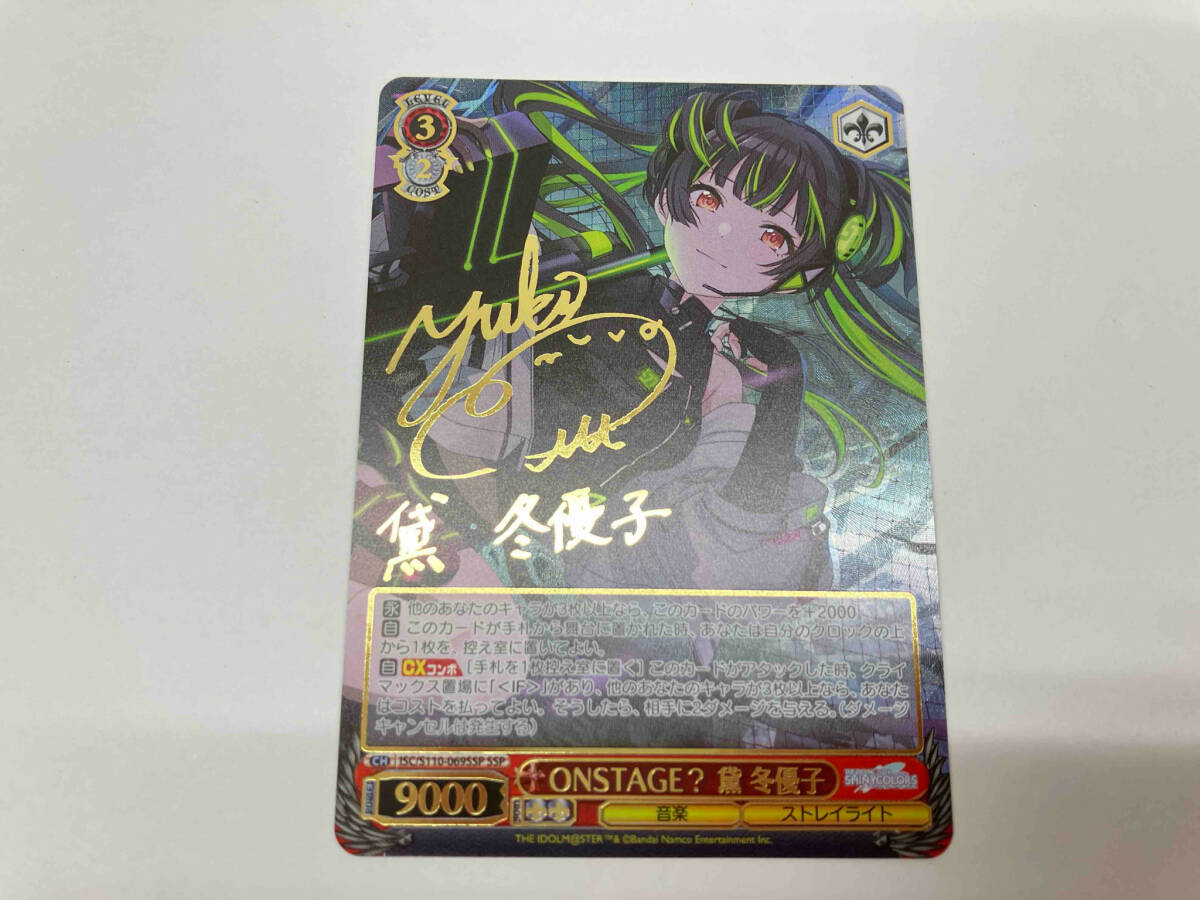 LEVEL
3
2
COST
Yuki
黛 冬優子
永 他のあなたのキャラが3枚以上なら、このカードのパワーを+2000
自 このカードが手札から舞台に置かれた時、あなたは自分のクロックの上
から1枚を、控え室に置いてよい。
自 CXコンボ [手札を1枚控え室に置く] このカードがアタックした時、クライ
マックス置場に「<IF>」があり、他のあなたのキャラが3枚以上なら、あなた
はコストを払ってよい。そうしたら、相手に2ダメージを与える。(ダメージ
キャンセルは発生する)
CH ISC/S110-069SSP SSP
POWER 9000
ONSTAGE? 黛 冬優子
SHINYCOLORS
SOUL
音楽 ストレイライト
THE IDOLM@STER™& ©Bandai Namco Entertainment Inc.